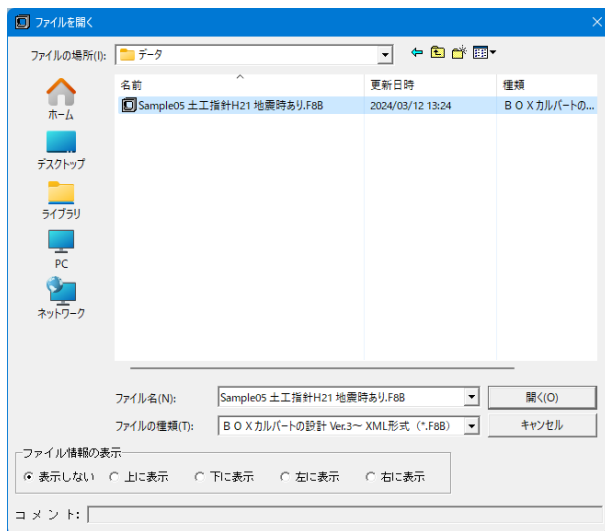 ファイルを開く
ファイルの場所(I):
データ
名前
更新日時
種類
Sample05 土工指針H21 地震時あり.F8B
2024/03/12 13:24
ＢＯＸカルバートの...
ホーム
デスクトップ
ライブラリ
PC
ネットワーク
ファイル名(N):
Sample05 土工指針H21 地震時あり.F8B
開く(O)
ファイルの種類(T):
ＢＯＸカルバートの設計 Ver.3～ XML形式 (*.F8B)
キャンセル
ファイル情報の表示
表示しない
上に表示
下に表示
左に表示
右に表示
コメント: